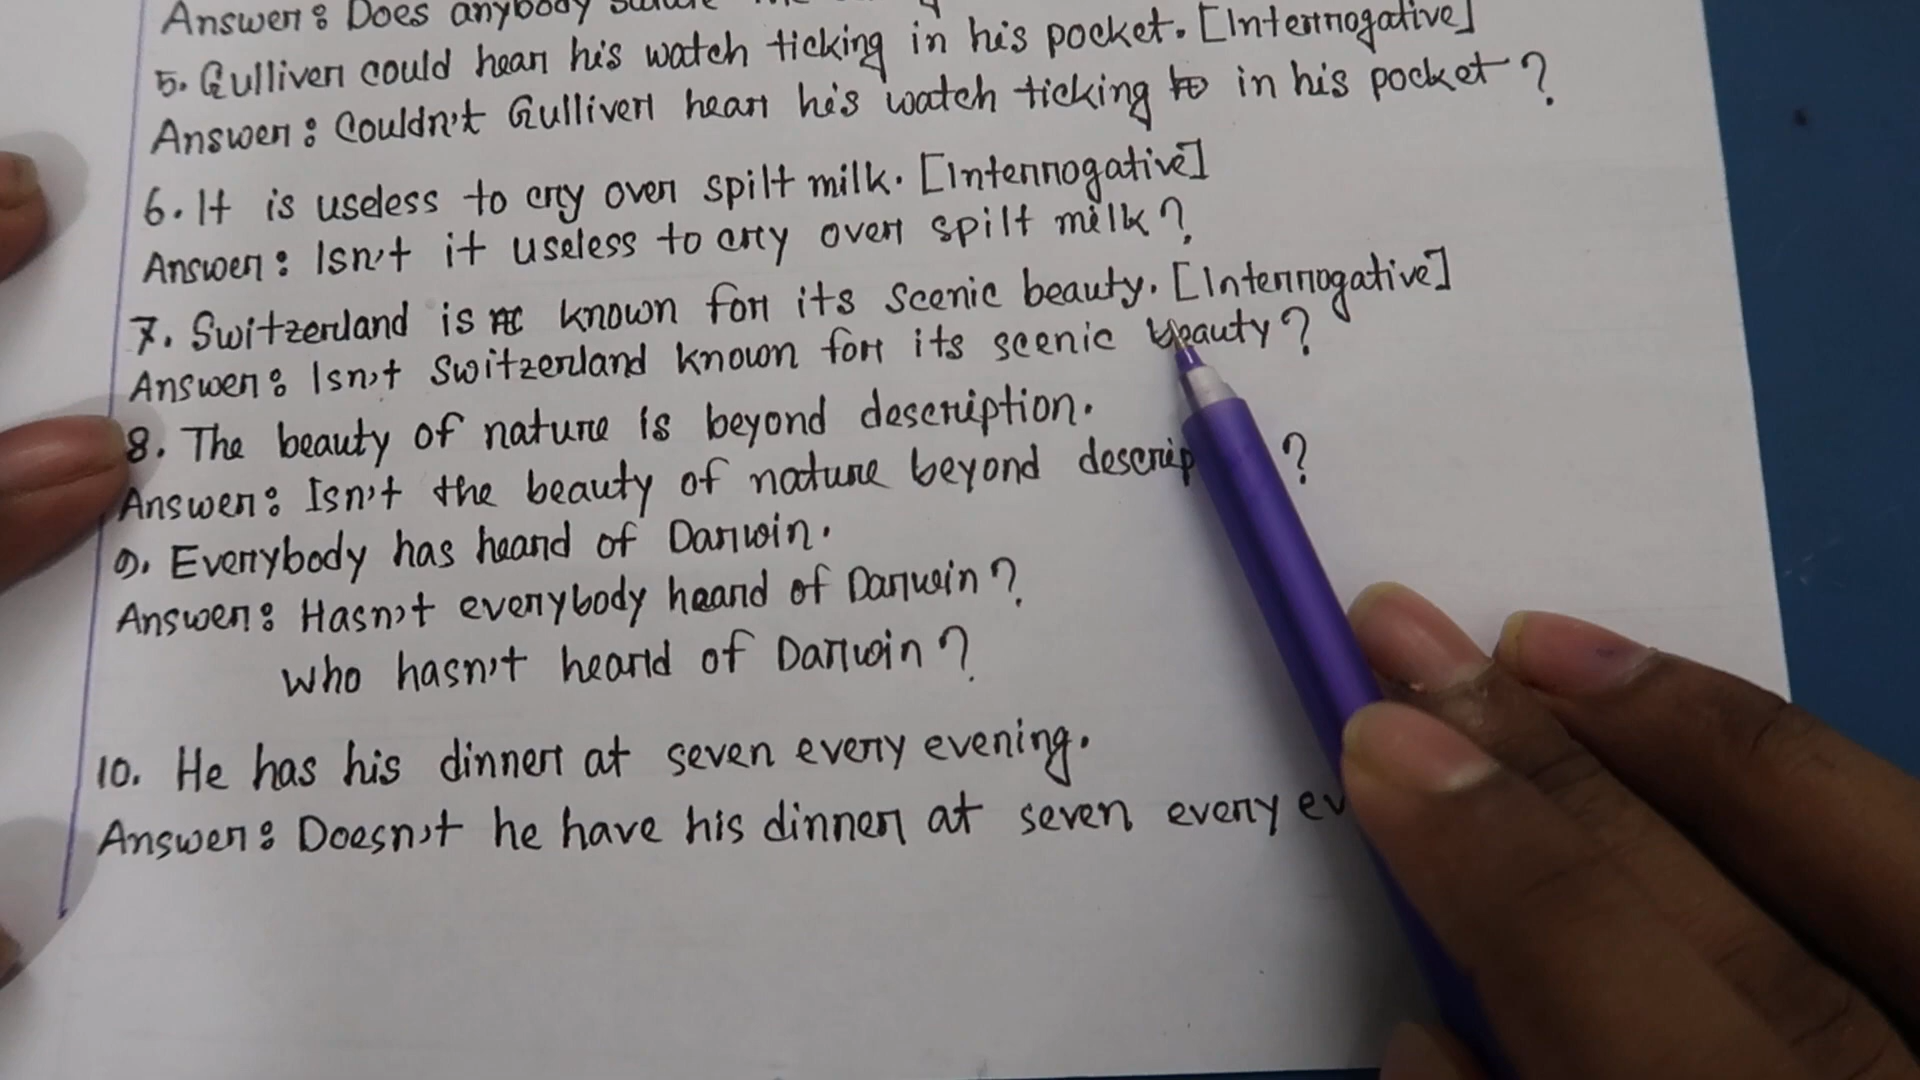 Answer: Does anybody
5. Gulliver could hear his watch ticking in his pocket. [Interrogative]
Answer: Couldn't Gulliver hear his watch ticking in his pocket?
6. It is useless to cry over spilt milk. [Interrogative]
Answer: Isn't it useless to cry over spilt milk?
7. Switzerland is known for its scenic beauty. [Interrogative]
Answer: Isn't Switzerland known for its scenic beauty?
8. The beauty of nature is beyond description.
Answer: Isn't the beauty of nature beyond descrip ?
9. Everybody has heard of Darwin.
Answer: Hasn't everybody heard of Darwin?
Who hasn't heard of Darwin?
10. He has his dinner at seven every evening.
Answer: Doesn't he have his dinner at seven every ev